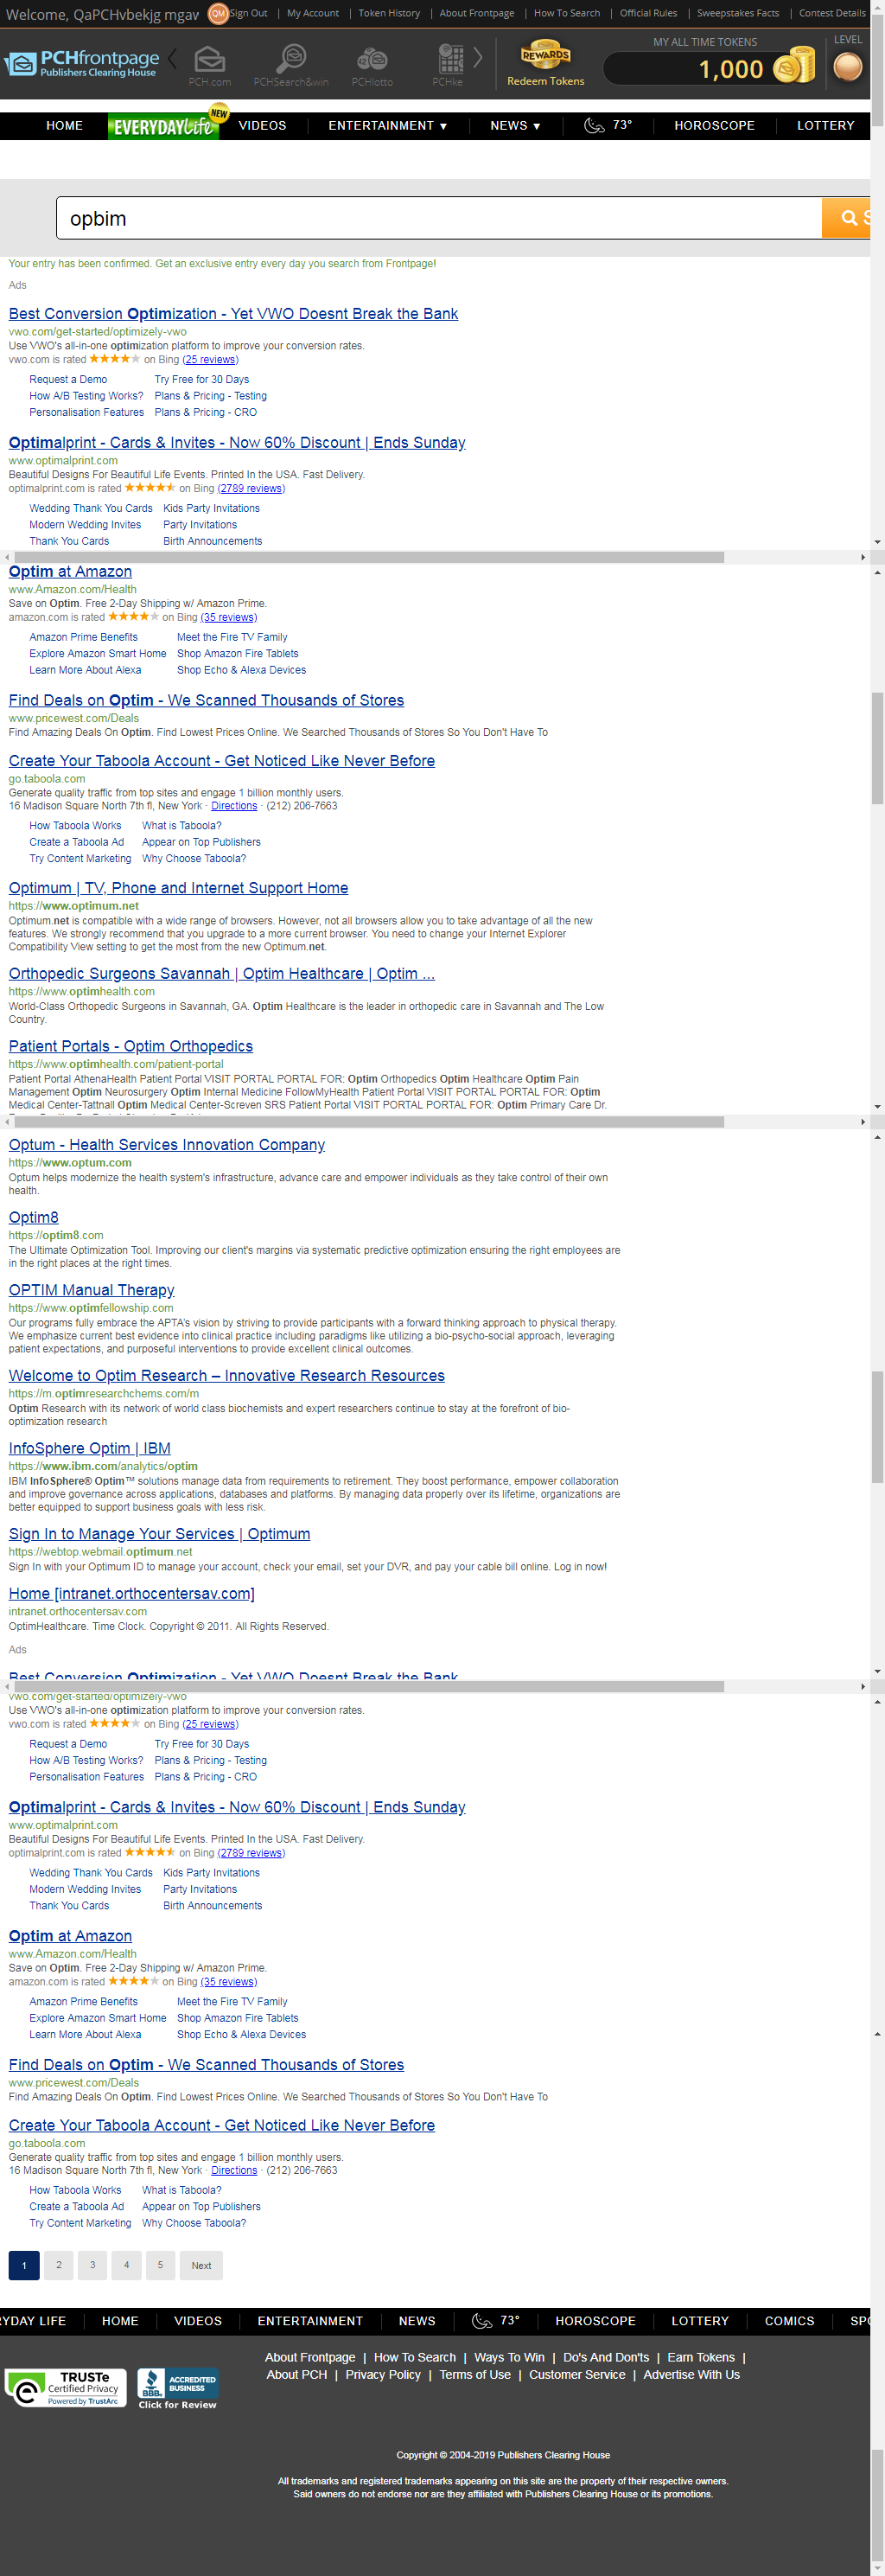 Welcome, QaPCHvbekjg mgaw QM Sign Out | My Account | Token History | About Frontpage | How To Search | Official Rules | Sweepstakes Facts | Contest Details
PCHfrontpage
Publishers Clearing House
PCH.com PCHSearch&win PCHlotto PCHke
REWARDS
Redeem Tokens
MY ALL TIME TOKENS
1,000
LEVEL
HOME EVERYDAY Life NEW VIDEOS ENTERTAINMENT ▼ NEWS ▼ 73° HOROSCOPE LOTTERY
opbim
S
Your entry has been confirmed. Get an exclusive entry every day you search from Frontpage!
Ads
Best Conversion Optimization - Yet VWO Doesnt Break the Bank
vwo.com/get-started/optimizely-vwo
Use VWO's all-in-one optimization platform to improve your conversion rates.
vwo.com is rated ★★★★★ on Bing (25 reviews)
Request a Demo Try Free for 30 Days
How A/B Testing Works? Plans & Pricing - Testing
Personalisation Features Plans & Pricing - CRO
Optimalprint - Cards & Invites - Now 60% Discount | Ends Sunday
www.optimalprint.com
Beautiful Designs For Beautiful Life Events. Printed In the USA. Fast Delivery.
optimalprint.com is rated ★★★★★ on Bing (2789 reviews)
Wedding Thank You Cards Kids Party Invitations
Modern Wedding Invites Party Invitations
Thank You Cards Birth Announcements
Optim at Amazon
www.Amazon.com/Health
Save on Optim. Free 2-Day Shipping w/ Amazon Prime.
amazon.com is rated ★★★★★ on Bing (35 reviews)
Amazon Prime Benefits Meet the Fire TV Family
Explore Amazon Smart Home Shop Amazon Fire Tablets
Learn More About Alexa Shop Echo & Alexa Devices
Find Deals on Optim - We Scanned Thousands of Stores
www.pricewest.com/Deals
Find Amazing Deals On Optim. Find Lowest Prices Online. We Searched Thousands of Stores So You Don't Have To
Create Your Taboola Account - Get Noticed Like Never Before
go.taboola.com
Generate quality traffic from top sites and engage 1 billion monthly users.
16 Madison Square North 7th fl, New York · Directions · (212) 206-7663
How Taboola Works What is Taboola?
Create a Taboola Ad Appear on Top Publishers
Try Content Marketing Why Choose Taboola?
Optimum | TV, Phone and Internet Support Home
https://www.optimum.net
Optimum.net is compatible with a wide range of browsers. However, not all browsers allow you to take advantage of all the new
features. We strongly recommend that you upgrade to a more current browser. You need to change your Internet Explorer
Compatibility View setting to get the most from the new Optimum.net.
Orthopedic Surgeons Savannah | Optim Healthcare | Optim ...
https://www.optimhealth.com
World-Class Orthopedic Surgeons in Savannah, GA. Optim Healthcare is the leader in orthopedic care in Savannah and The Low
Country.
Patient Portals - Optim Orthopedics
https://www.optimhealth.com/patient-portal
Patient Portal AthenaHealth Patient Portal VISIT PORTAL PORTAL FOR: Optim Orthopedics Optim Healthcare Optim Pain
Management Optim Neurosurgery Optim Internal Medicine FollowMyHealth Patient Portal VISIT PORTAL PORTAL FOR: Optim
Medical Center-Tattnall Optim Medical Center-Screven SRS Patient Portal VISIT PORTAL PORTAL FOR: Optim Primary Care Dr.
Optum - Health Services Innovation Company
https://www.optum.com
Optum helps modernize the health system's infrastructure, advance care and empower individuals as they take control of their own
health.
Optim8
https://optim8.com
The Ultimate Optimization Tool. Improving our client's margins via systematic predictive optimization ensuring the right employees are
in the right places at the right times.
OPTIM Manual Therapy
https://www.optimfellowship.com
Our programs fully embrace the APTA's vision by striving to provide participants with a forward thinking approach to physical therapy.
We emphasize current best evidence into clinical practice including paradigms like utilizing a bio-psycho-social approach, leveraging
patient expectations, and purposeful interventions to provide excellent clinical outcomes.
Welcome to Optim Research – Innovative Research Resources
https://m.optimresearchchems.com/m
Optim Research with its network of world class biochemists and expert researchers continue to stay at the forefront of bio-
optimization research
InfoSphere Optim | IBM
https://www.ibm.com/analytics/optim
IBM InfoSphere® Optim™ solutions manage data from requirements to retirement. They boost performance, empower collaboration
and improve governance across applications, databases and platforms. By managing data properly over its lifetime, organizations are
better equipped to support business goals with less risk.
Sign In to Manage Your Services | Optimum
https://webtop.webmail.optimum.net
Sign In with your Optimum ID to manage your account, check your email, set your DVR, and pay your cable bill online. Log in now!
Home [intranet.orthocentersav.com]
intranet.orthocentersav.com
OptimHealthcare. Time Clock. Copyright © 2011. All Rights Reserved.
Ads
Best Conversion Optimization - Yet VWO Doesnt Break the Bank
vwo.com/get-started/optimizely-vwo
Use VWO's all-in-one optimization platform to improve your conversion rates.
vwo.com is rated ★★★★★ on Bing (25 reviews)
Request a Demo Try Free for 30 Days
How A/B Testing Works? Plans & Pricing - Testing
Personalisation Features Plans & Pricing - CRO
Optimalprint - Cards & Invites - Now 60% Discount | Ends Sunday
www.optimalprint.com
Beautiful Designs For Beautiful Life Events. Printed In the USA. Fast Delivery.
optimalprint.com is rated ★★★★★ on Bing (2789 reviews)
Wedding Thank You Cards Kids Party Invitations
Modern Wedding Invites Party Invitations
Thank You Cards Birth Announcements
Optim at Amazon
www.Amazon.com/Health
Save on Optim. Free 2-Day Shipping w/ Amazon Prime.
amazon.com is rated ★★★★★ on Bing (35 reviews)
Amazon Prime Benefits Meet the Fire TV Family
Explore Amazon Smart Home Shop Amazon Fire Tablets
Learn More About Alexa Shop Echo & Alexa Devices
Find Deals on Optim - We Scanned Thousands of Stores
www.pricewest.com/Deals
Find Amazing Deals On Optim. Find Lowest Prices Online. We Searched Thousands of Stores So You Don't Have To
Create Your Taboola Account - Get Noticed Like Never Before
go.taboola.com
Generate quality traffic from top sites and engage 1 billion monthly users.
16 Madison Square North 7th fl, New York · Directions · (212) 206-7663
How Taboola Works What is Taboola?
Create a Taboola Ad Appear on Top Publishers
Try Content Marketing Why Choose Taboola?
1 2 3 4 5 Next
RYDAY LIFE HOME VIDEOS ENTERTAINMENT NEWS 73° HOROSCOPE LOTTERY COMICS SPO
About Frontpage | How To Search | Ways To Win | Do's And Don'ts | Earn Tokens |
About PCH | Privacy Policy | Terms of Use | Customer Service | Advertise With Us
TRUSTe
Certified Privacy
Powered by TrustArc
BBB ACCREDITED
BUSINESS
Click for Review
Copyright © 2004-2019 Publishers Clearing House
All trademarks and registered trademarks appearing on this site are the property of their respective owners.
Said owners do not endorse nor are they affiliated with Publishers Clearing House or its promotions.